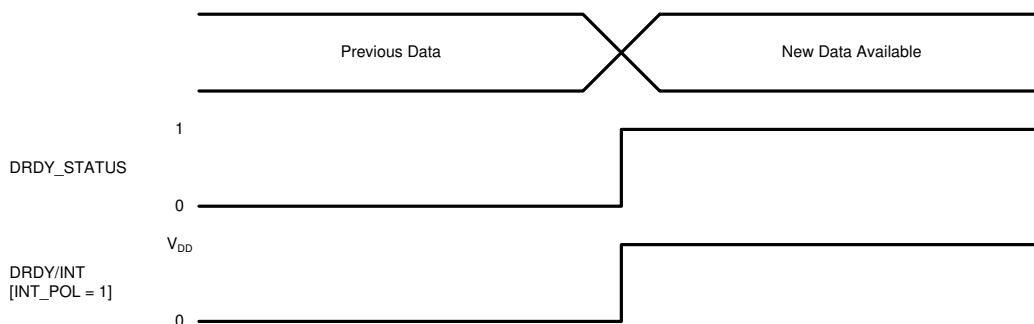 Previous Data
New Data Available
1
DRDY_STATUS
0
VDD
DRDY/INT
[INT_POL = 1]
0